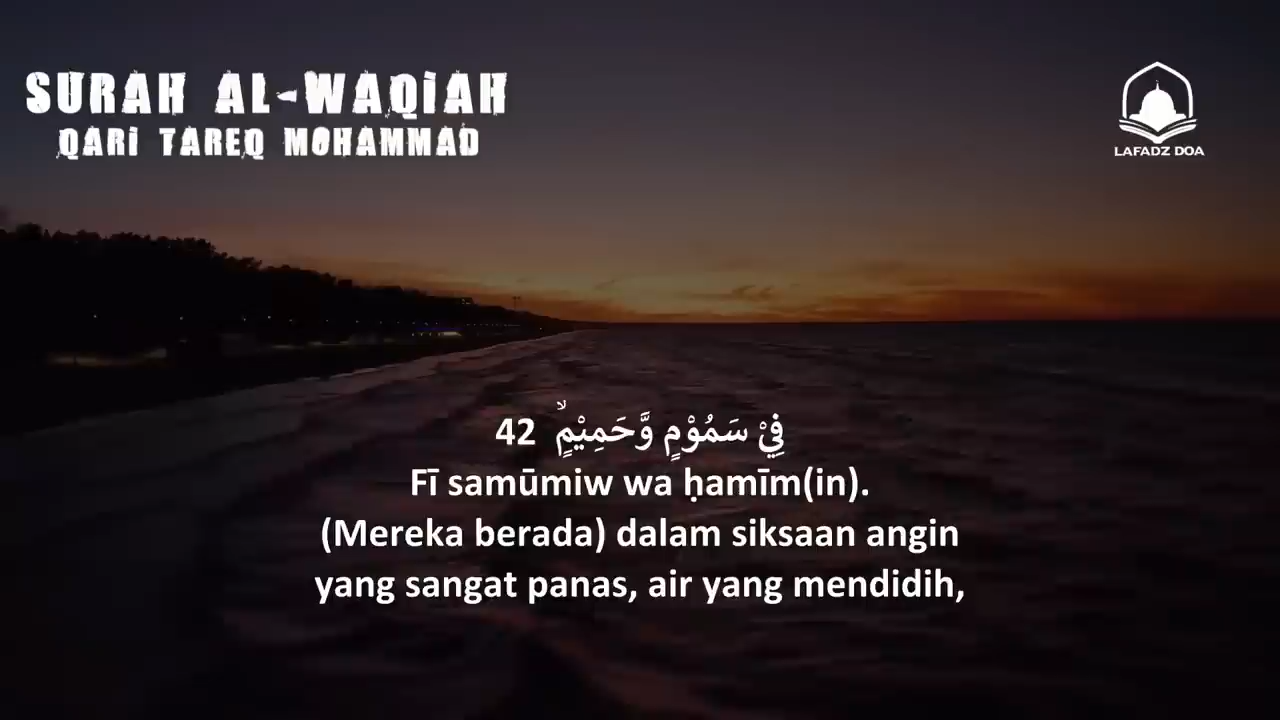 SURAH AL-WAQiAH
QARi TAREQ MOHAMMAD
LAFADZ DOA
فِيْ سَمُوْمٍ وَّحَمِيْمٍۙ 42
Fī samūmiw wa ḥamīm(in).
(Mereka berada) dalam siksaan angin
yang sangat panas, air yang mendidih,